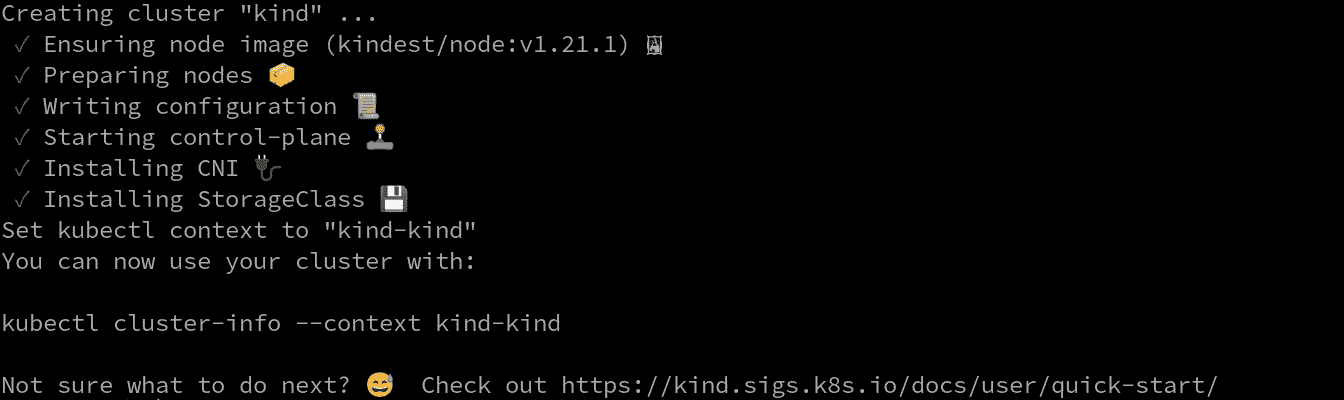 Creating cluster "kind" ...
✓ Ensuring node image (kindest/node:v1.21.1) 🖼
✓ Preparing nodes 📦
✓ Writing configuration 📜
✓ Starting control-plane 🕹️
✓ Installing CNI 🔌
✓ Installing StorageClass 💾
Set kubectl context to "kind-kind"
You can now use your cluster with:
kubectl cluster-info --context kind-kind
Not sure what to do next? 😅 Check out https://kind.sigs.k8s.io/docs/user/quick-start/